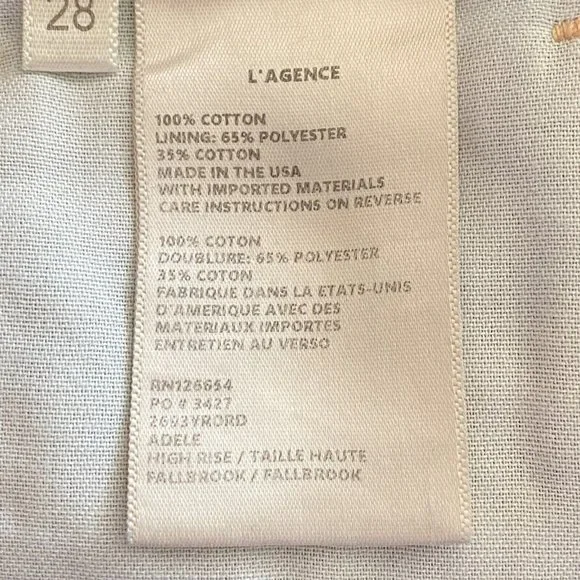 28
L'AGENCE
100% COTTON
LINING: 65% POLYESTER
35% COTTON
MADE IN THE USA
WITH IMPORTED MATERIALS
CARE INSTRUCTIONS ON REVERSE
100% COTON
DOUBLURE: 65% POLYESTER
35% COTON
FABRIQUE DANS LA ETATS-UNIS
D'AMERIQUE AVEC DES
MATERIAUX IMPORTES
ENTRETIEN AU VERSO
RN126654
PO # 3427
2693YRORD
ADELE
HIGH RISE / TAILLE HAUTE
FALLBROOK / FALLBROOK